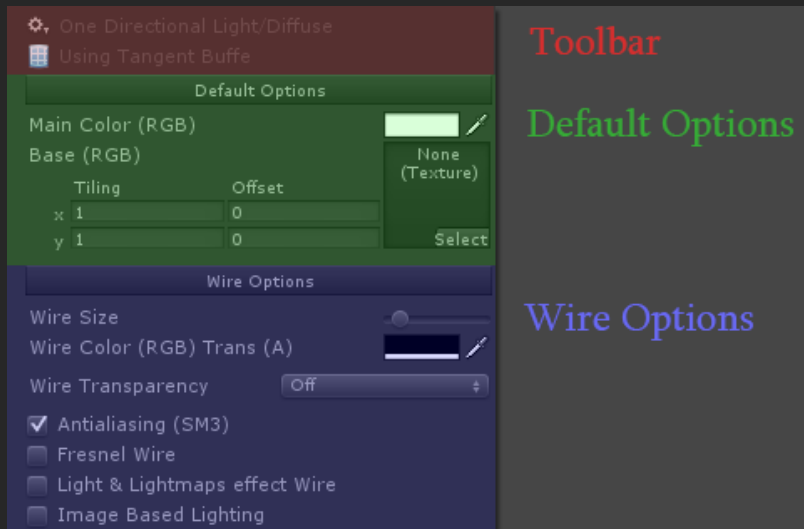 One Directional Light/Diffuse
Toolbar
Using Tangent Buffe
Default Options
Default Options
Main Color (RGB)
Base (RGB)
None
(Texture)
Tiling Offset
x 1 0
y 1 0
Select
Wire Options
Wire Options
Wire Size
Wire Color (RGB) Trans (A)
Wire Transparency Off
Antialiasing (SM3)
Fresnel Wire
Light & Lightmaps effect Wire
Image Based Lighting